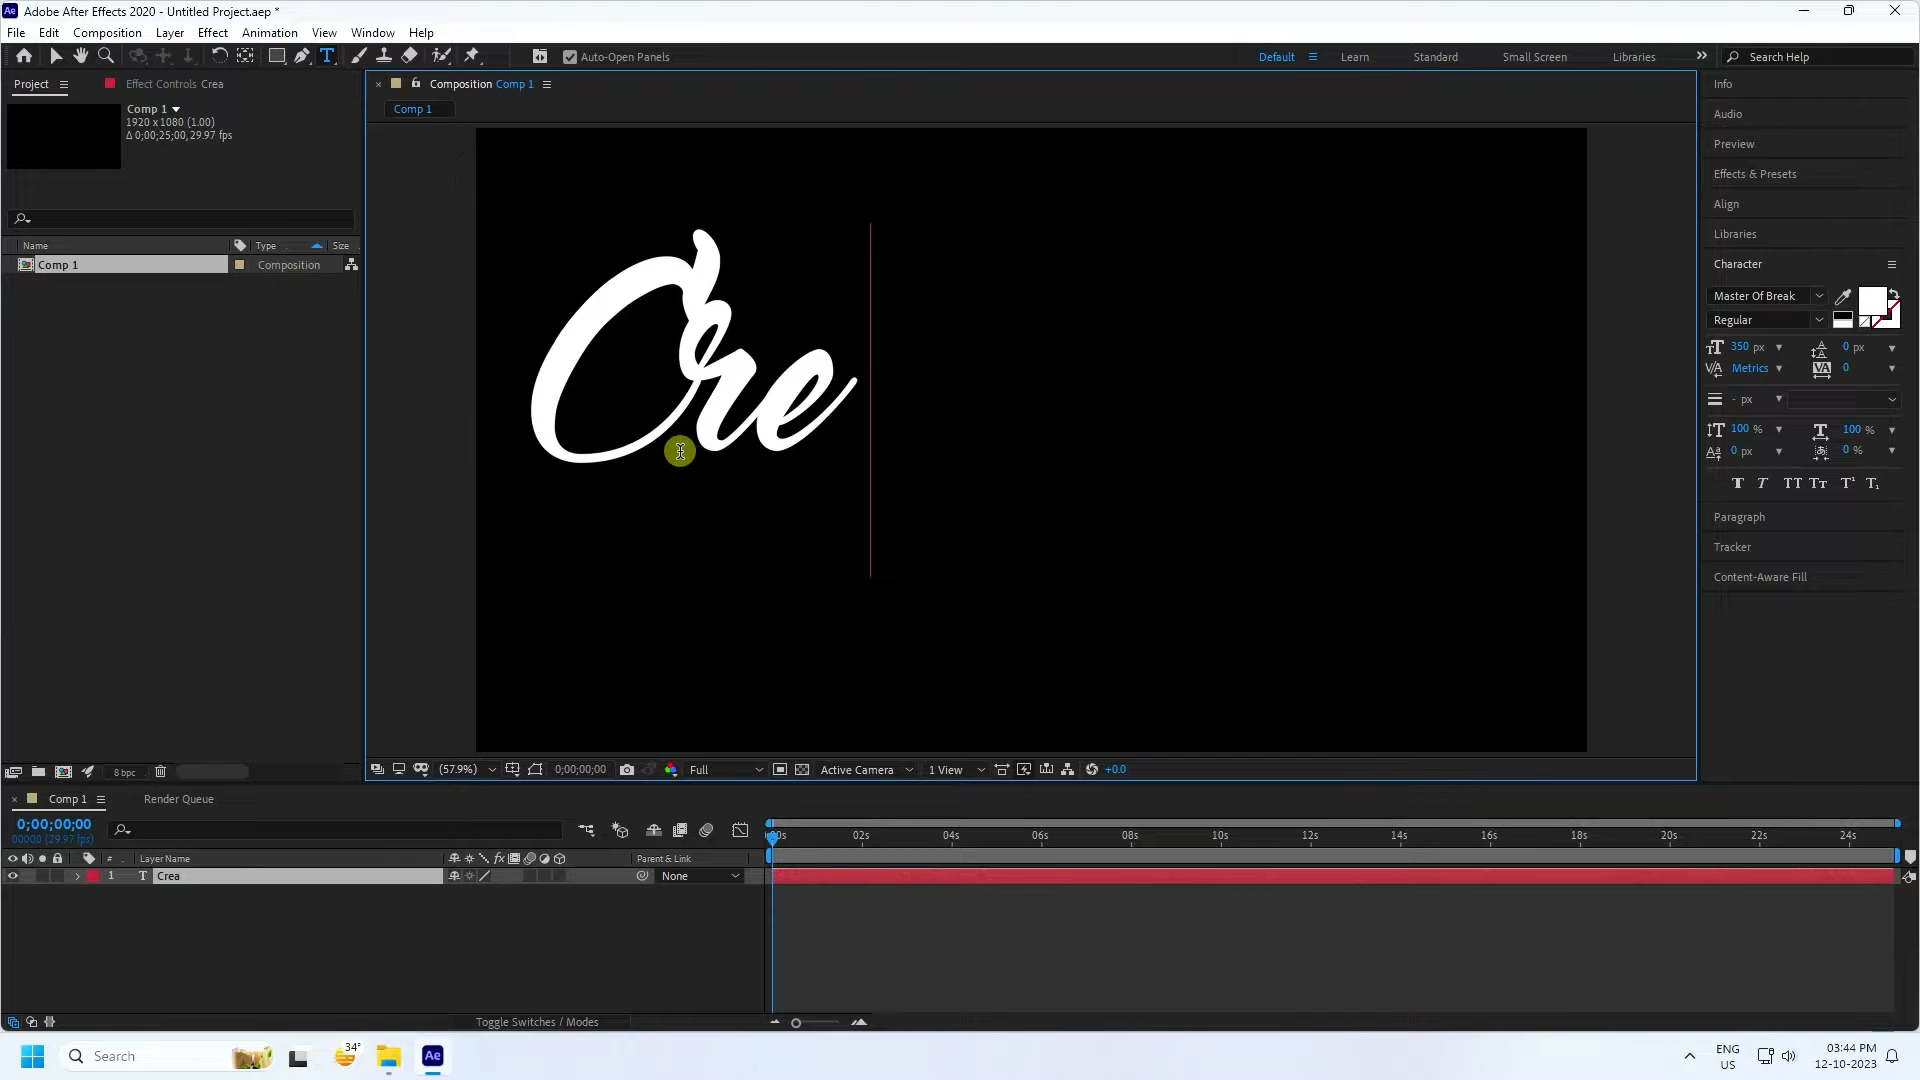 Adobe After Effects 2020 - Untitled Project.aep *
File Edit Composition Layer Effect Animation View Window Help
Auto-Open Panels
Default Learn Standard Small Screen Libraries Search Help
Project Effect Controls Crea
Composition Comp 1
Comp 1
Comp 1
1920 x 1080 (1.00)
Δ 0;00;25;00, 29.97 fps
Name Type Size
Comp 1 Composition
Cre
Info
Audio
Preview
Effects & Presets
Align
Libraries
Character
Master Of Break
Regular
350 px 0 px
Metrics 0
- px
100 % 100 %
0 px 0 %
Paragraph
Tracker
Content-Aware Fill
8 bpc
(57.9%) 0;00;00;00 Full Active Camera 1 View +0.0
Comp 1 Render Queue
0;00;00;00
00000 (29.97 fps)
02s 04s 06s 08s 10s 12s 14s 16s 18s 20s 22s 24s
# Layer Name fx Parent & Link
1 T Crea None
Toggle Switches / Modes
Search
34°
Ae
ENG
US
03:44 PM
12-10-2023